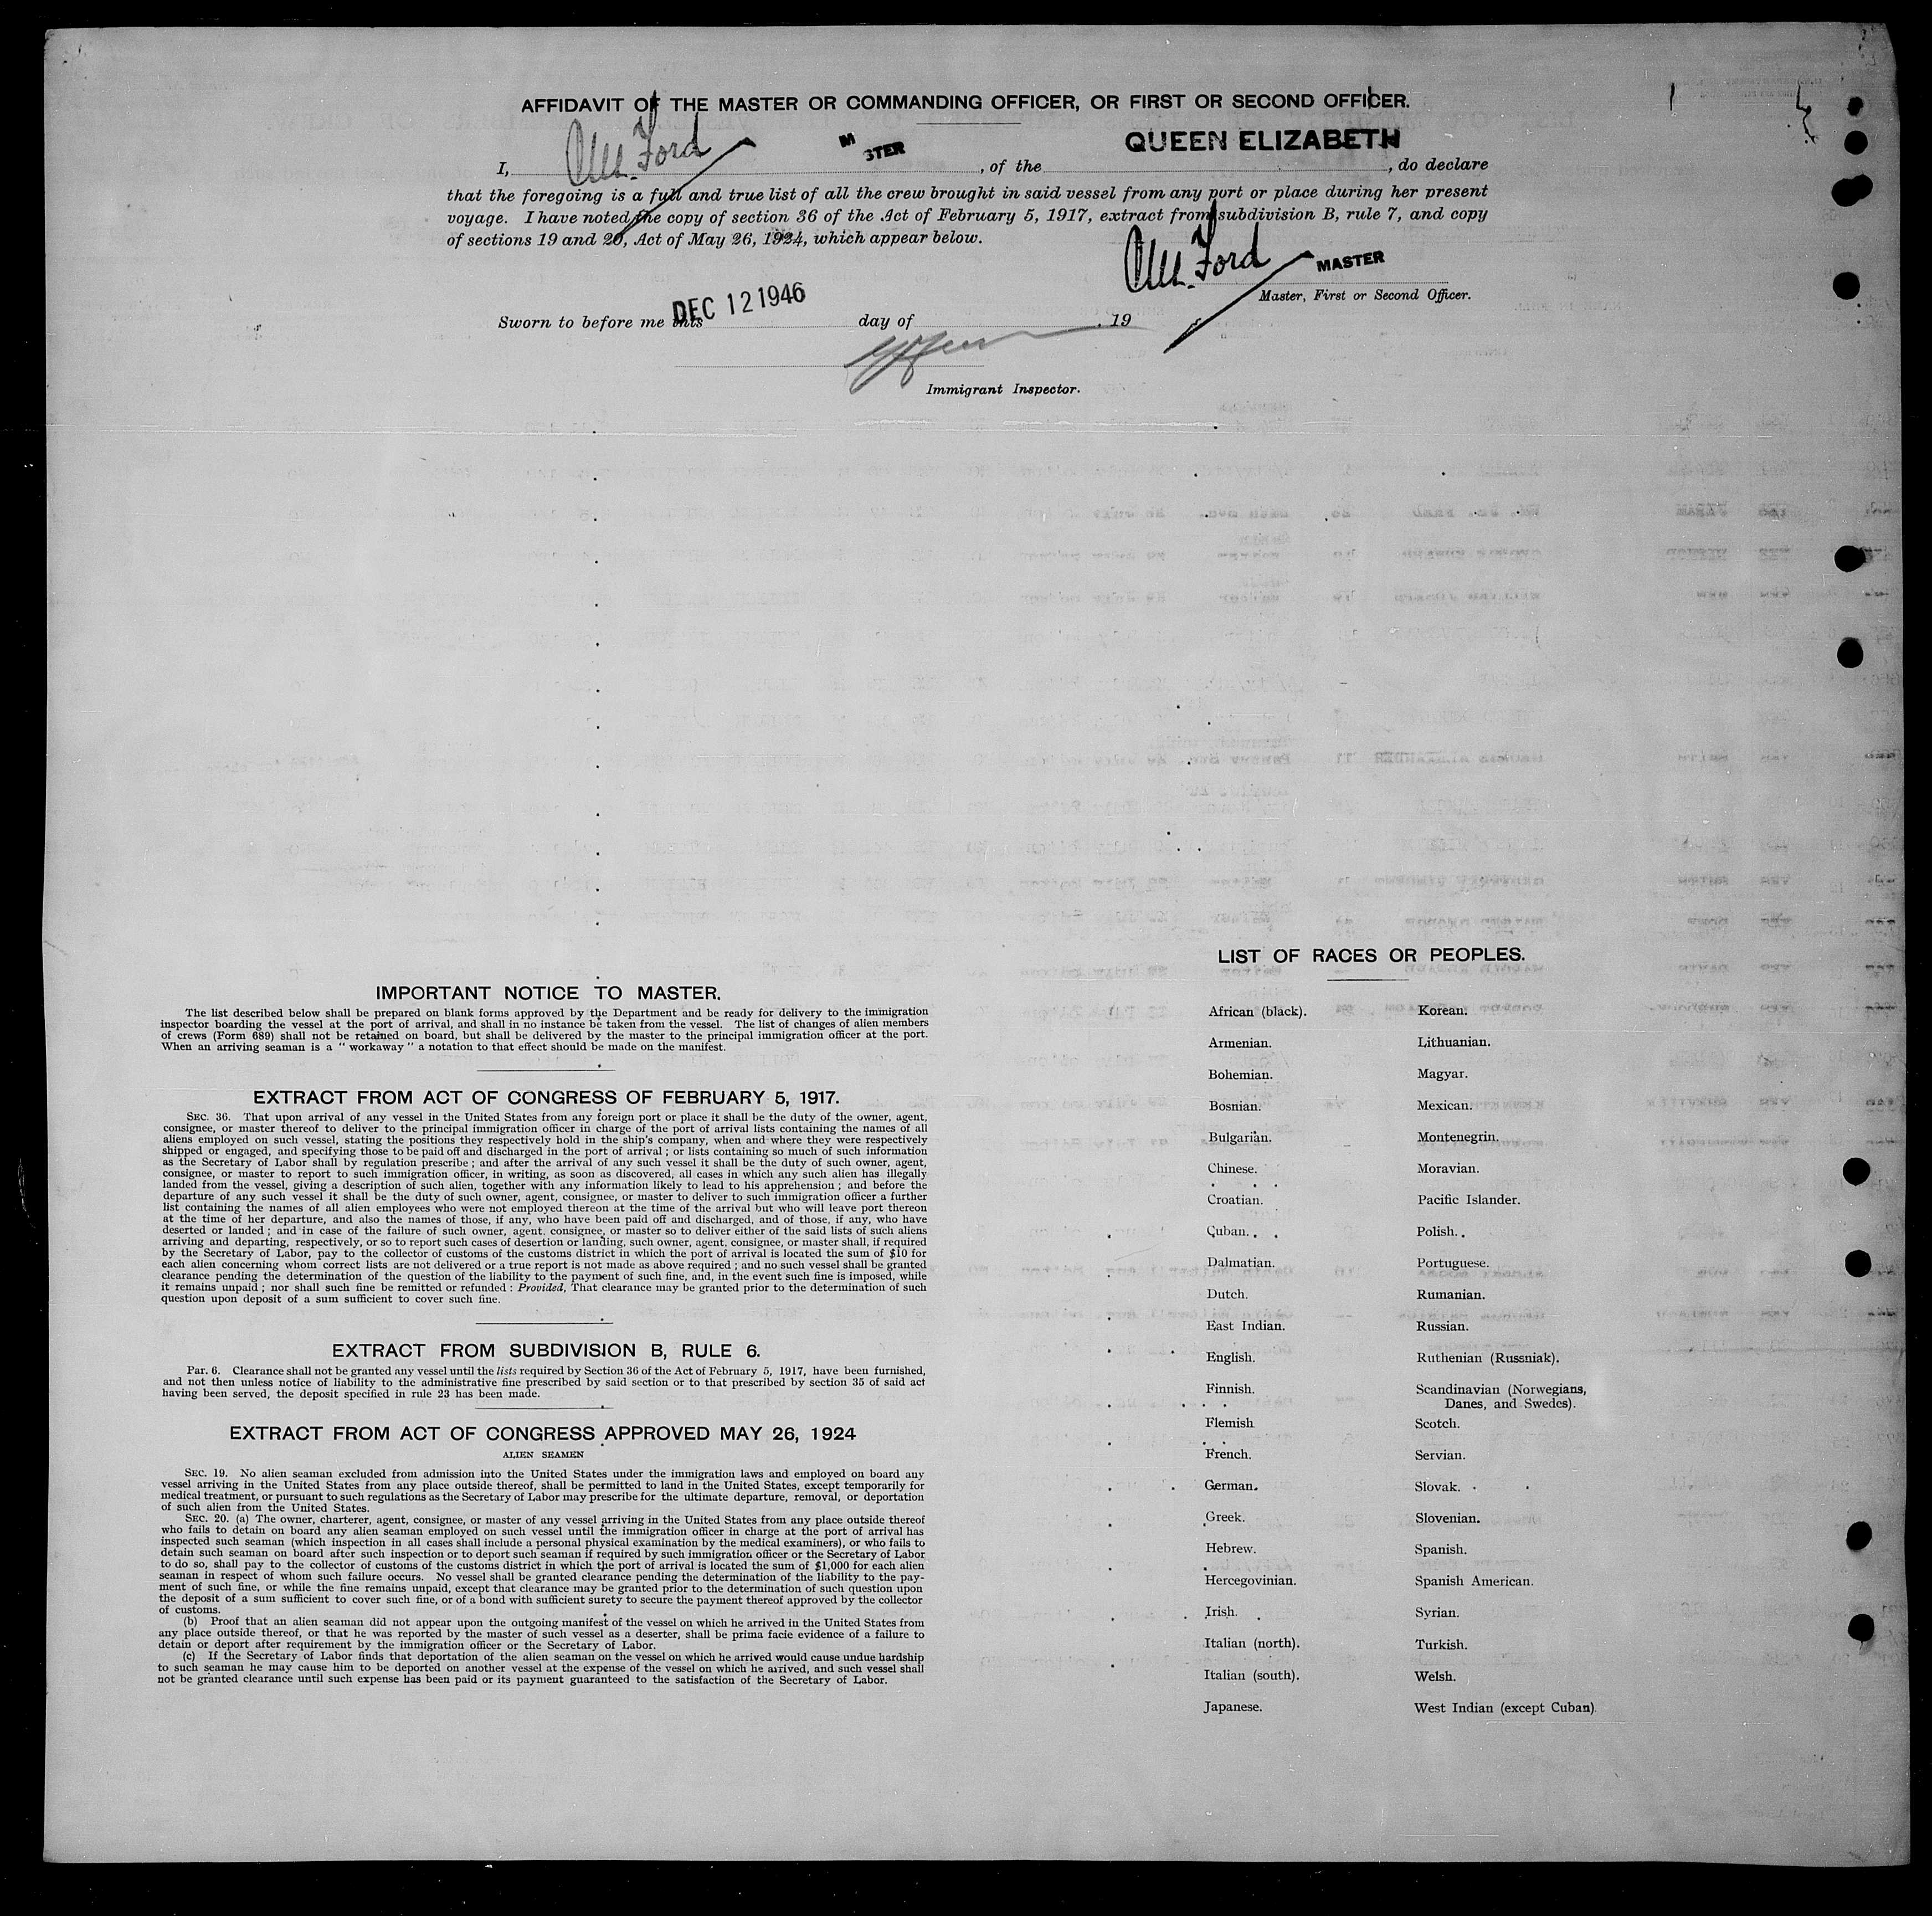 AFFIDAVIT OF THE MASTER OR COMMANDING OFFICER, OR FIRST OR SECOND OFFICER.
I, Ford MASTER, of the QUEEN ELIZABETH, do declare
that the foregoing is a full and true list of all the crew brought in said vessel from any port or place during her present
voyage. I have noted the copy of section 36 of the Act of February 5, 1917, extract from subdivision B, rule 7, and copy
of sections 19 and 20, Act of May 26, 1924, which appear below.
Ford MASTER
Master, First or Second Officer.
Sworn to before me this DEC 12 1946 day of , 19
Immigrant Inspector.
IMPORTANT NOTICE TO MASTER.
The list described below shall be prepared on blank forms approved by the Department and be ready for delivery to the immigration
inspector boarding the vessel at the port of arrival, and shall in no instance be taken from the vessel. The list of changes of alien members
of crews (Form 689) shall not be retained on board, but shall be delivered by the master to the principal immigration officer at the port.
When an arriving seaman is a " workaway " a notation to that effect should be made on the manifest.
EXTRACT FROM ACT OF CONGRESS OF FEBRUARY 5, 1917.
SEC. 36. That upon arrival of any vessel in the United States from any foreign port or place it shall be the duty of the owner, agent,
consignee, or master thereof to deliver to the principal immigration officer in charge of the port of arrival lists containing the names of all
aliens employed on such vessel, stating the positions they respectively hold in the ship's company, when and where they were respectively
shipped or engaged, and specifying those to be paid off and discharged in the port of arrival ; or lists containing so much of such information
as the Secretary of Labor shall by regulation prescribe ; and after the arrival of any such vessel it shall be the duty of such owner, agent,
consignee, or master to report to such immigration officer, in writing, as soon as discovered, all cases in which any such alien has illegally
landed from the vessel, giving a description of such alien, together with any information likely to lead to his apprehension ; and before the
departure of any such vessel it shall be the duty of such owner, agent, consignee, or master to deliver to such immigration officer a further
list containing the names of all alien employees who were not employed thereon at the time of the arrival but who will leave port thereon
at the time of her departure, and also the names of those, if any, who have been paid off and discharged, and of those, if any, who have
deserted or landed ; and in case of the failure of such owner, agent, consignee, or master so to deliver either of the said lists of such aliens
arriving and departing, respectively, or so to report such cases of desertion or landing, such owner, agent, consignee, or master shall, if required
by the Secretary of Labor, pay to the collector of customs of the customs district in which the port of arrival is located the sum of $10 for
each alien concerning whom correct lists are not delivered or a true report is not made as above required ; and no such vessel shall be granted
clearance pending the determination of the question of the liability to the payment of such fine, and, in the event such fine is imposed, while
it remains unpaid ; nor shall such fine be remitted or refunded : Provided, That clearance may be granted prior to the determination of such
question upon deposit of a sum sufficient to cover such fine.
EXTRACT FROM SUBDIVISION B, RULE 6.
Par. 6. Clearance shall not be granted any vessel until the lists required by Section 36 of the Act of February 5, 1917, have been furnished,
and not then unless notice of liability to the administrative fine prescribed by said section or to that prescribed by section 35 of said act
having been served, the deposit specified in rule 23 has been made.
EXTRACT FROM ACT OF CONGRESS APPROVED MAY 26, 1924
ALIEN SEAMEN
SEC. 19. No alien seaman excluded from admission into the United States under the immigration laws and employed on board any
vessel arriving in the United States from any place outside thereof, shall be permitted to land in the United States, except temporarily for
medical treatment, or pursuant to such regulations as the Secretary of Labor may prescribe for the ultimate departure, removal, or deportation
of such alien from the United States.
SEC. 20. (a) The owner, charterer, agent, consignee, or master of any vessel arriving in the United States from any place outside thereof
who fails to detain on board any alien seaman employed on such vessel until the immigration officer in charge at the port of arrival has
inspected such seaman (which inspection in all cases shall include a personal physical examination by the medical examiners), or who fails to
detain such seaman on board after such inspection or to deport such seaman if required by such immigration officer or the Secretary of Labor
to do so, shall pay to the collector of customs of the customs district in which the port of arrival is located the sum of $1,000 for each alien
seaman in respect of whom such failure occurs. No vessel shall be granted clearance pending the determination of the liability to the pay-
ment of such fine, or while the fine remains unpaid, except that clearance may be granted prior to the determination of such question upon
the deposit of a sum sufficient to cover such fine, or of a bond with sufficient surety to secure the payment thereof approved by the collector
of customs.
(b) Proof that an alien seaman did not appear upon the outgoing manifest of the vessel on which he arrived in the United States from
any place outside thereof, or that he was reported by the master of such vessel as a deserter, shall be prima facie evidence of a failure to
detain or deport after requirement by the immigration officer or the Secretary of Labor.
(c) If the Secretary of Labor finds that deportation of the alien seaman on the vessel on which he arrived would cause undue hardship
to such seaman he may cause him to be deported on another vessel at the expense of the vessel on which he arrived, and such vessel shall
not be granted clearance until such expense has been paid or its payment guaranteed to the satisfaction of the Secretary of Labor.
LIST OF RACES OR PEOPLES.
African (black). Korean.
Armenian. Lithuanian.
Bohemian. Magyar.
Bosnian. Mexican.
Bulgarian. Montenegrin.
Chinese. Moravian.
Croatian. Pacific Islander.
Cuban. Polish.
Dalmatian. Portuguese.
Dutch. Rumanian.
East Indian. Russian.
English. Ruthenian (Russniak).
Finnish. Scandinavian (Norwegians,
Danes, and Swedes).
Flemish Scotch.
French. Servian.
German. Slovak.
Greek. Slovenian.
Hebrew. Spanish.
Hercegovinian. Spanish American.
Irish. Syrian.
Italian (north). Turkish.
Italian (south). Welsh.
Japanese. West Indian (except Cuban)